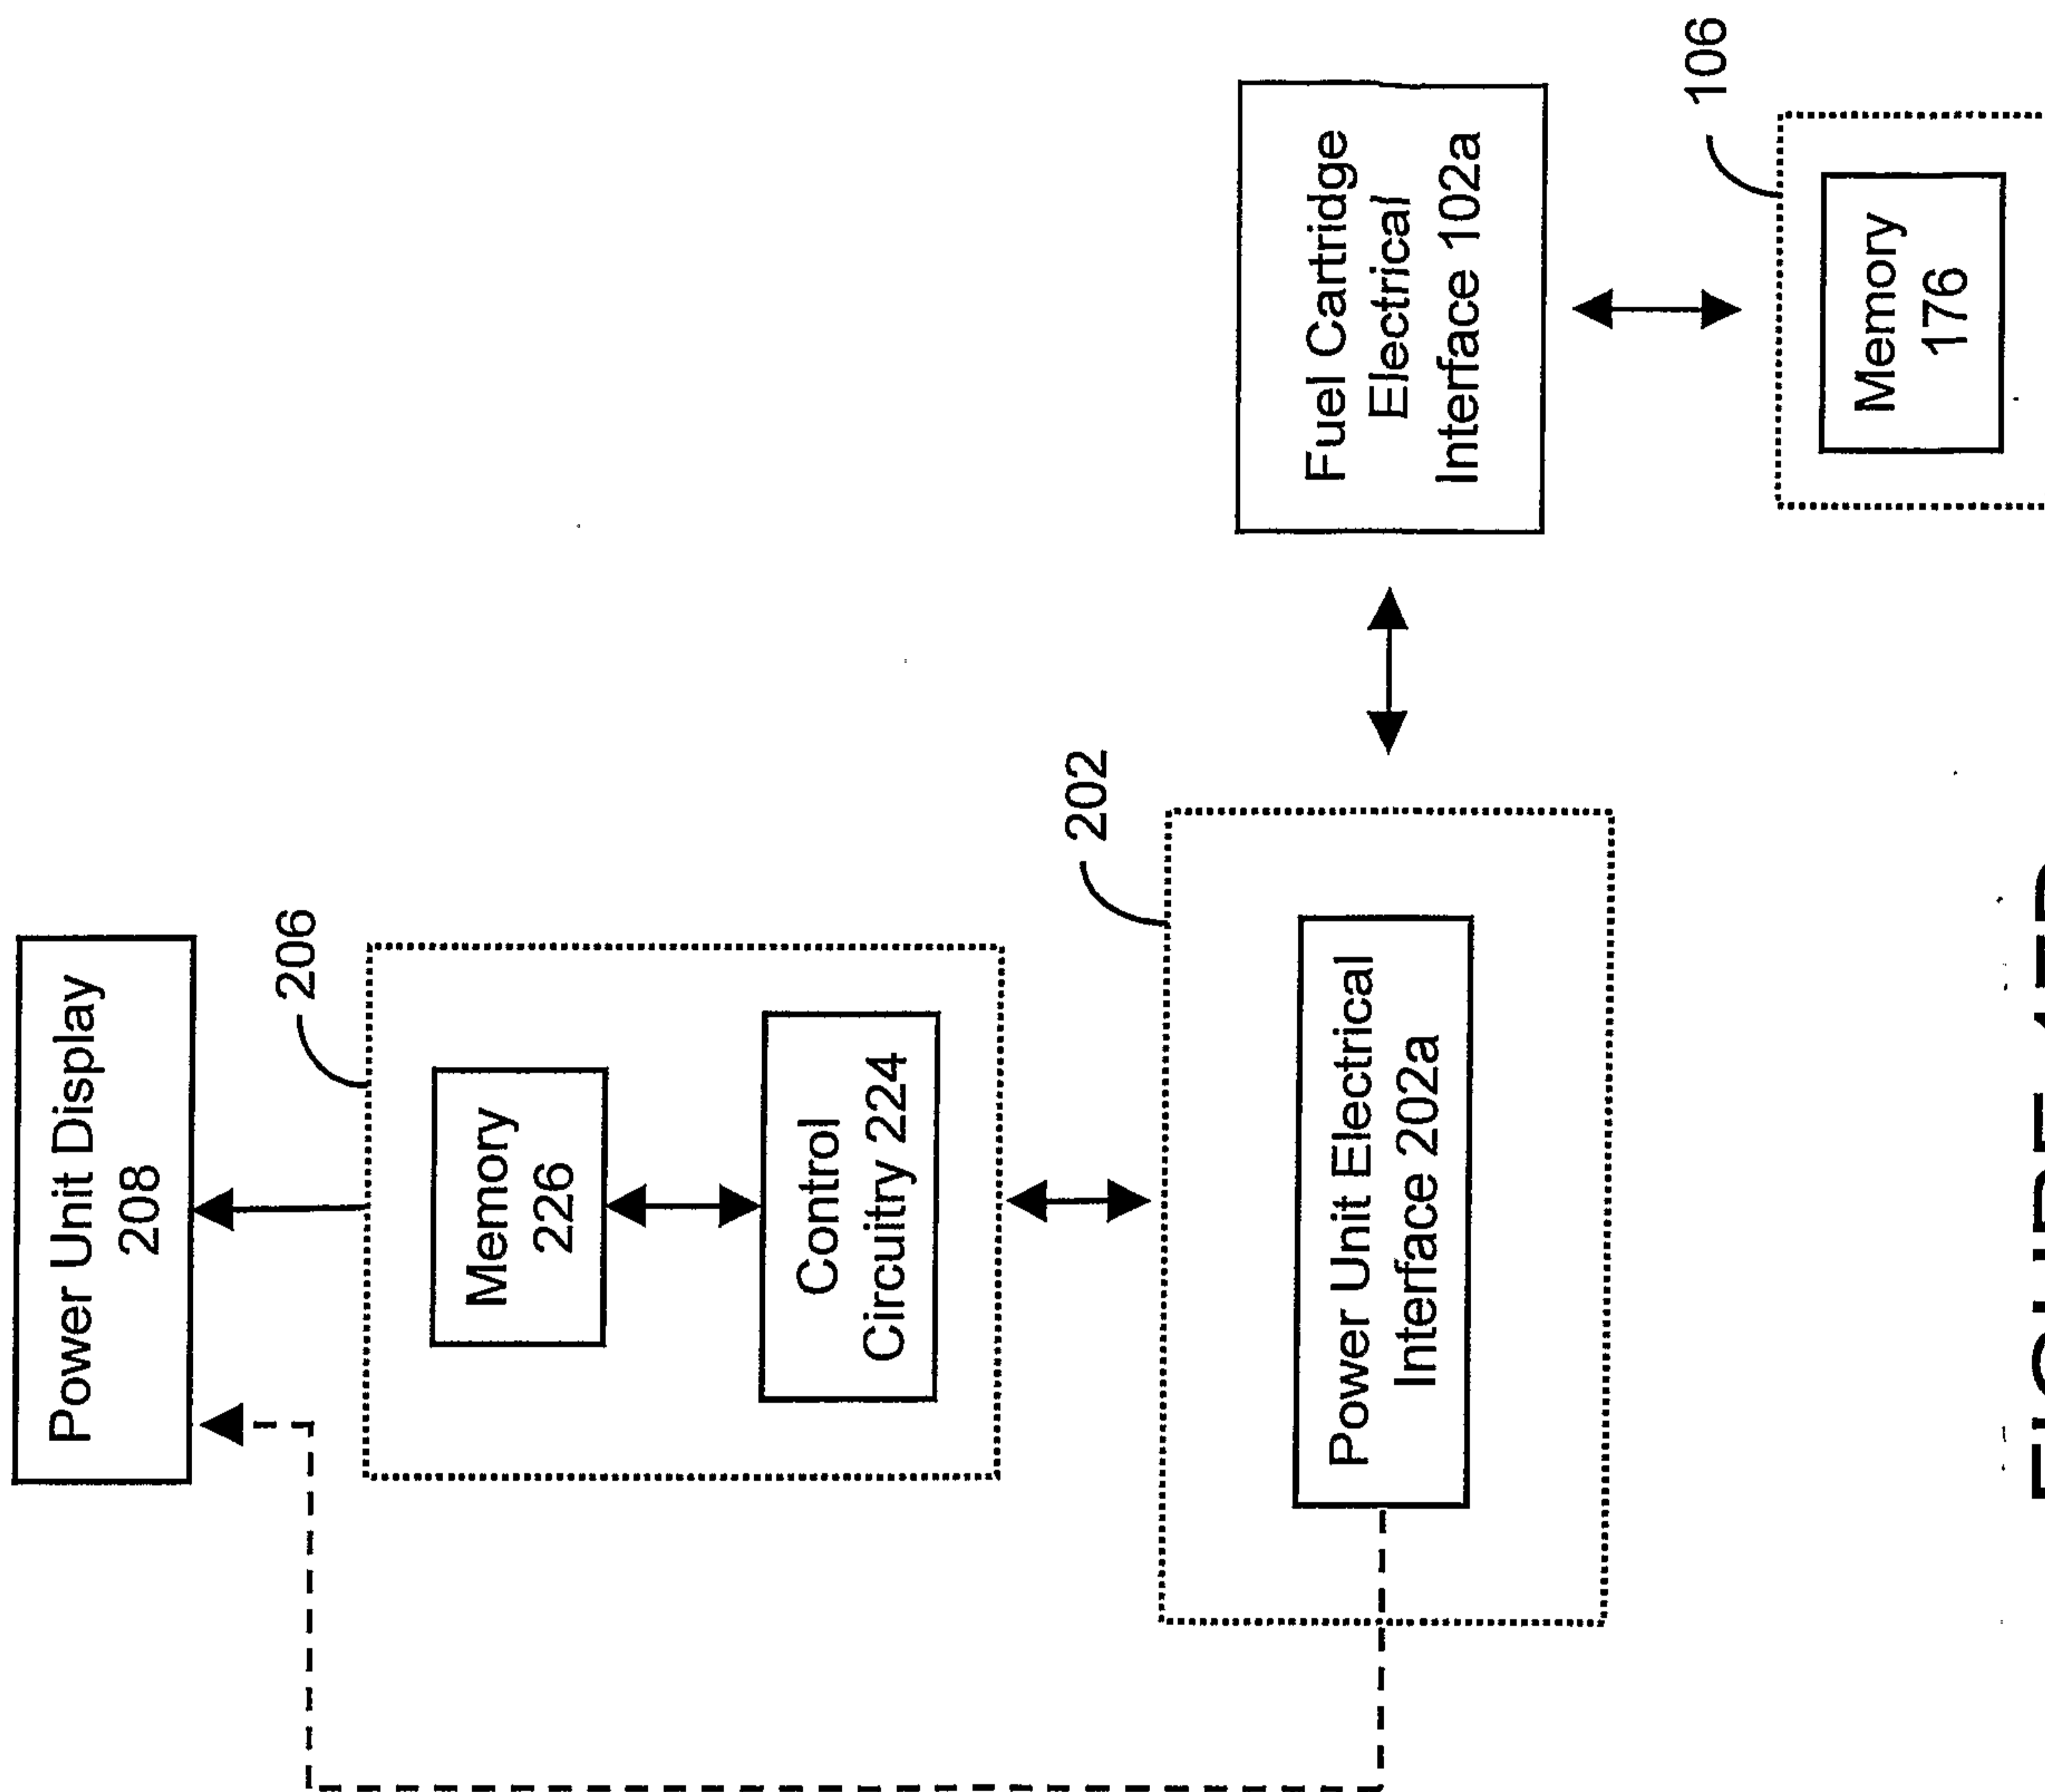 Power Unit Display
208
206
Memory
226
Control
Circuitry 224
202
Power Unit Electrical
Interface 202a
Fuel Cartridge
Electrical
Interface 102a
106
Memory
176
FIGURE